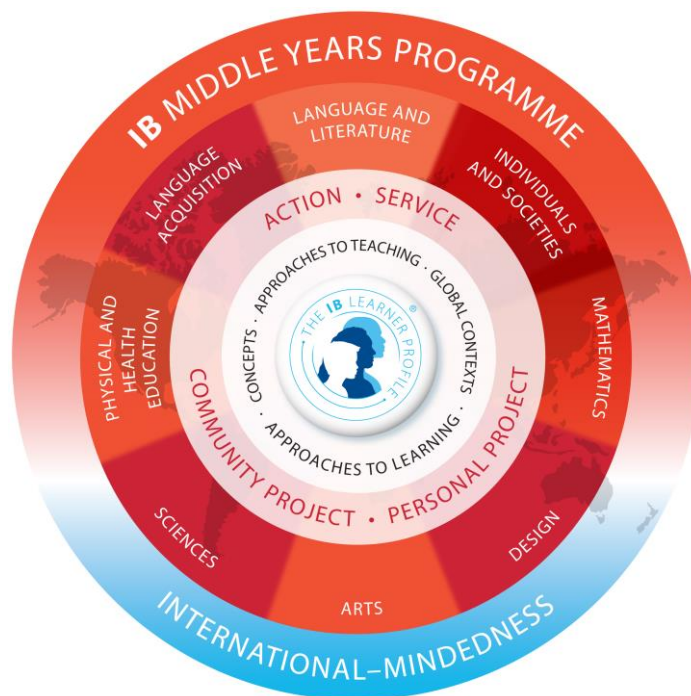 IB MIDDLE YEARS PROGRAMME
LANGUAGE AND
LITERATURE
INDIVIDUALS
AND SOCIETIES
MATHEMATICS
DESIGN
ARTS
SCIENCES
PHYSICAL AND
HEALTH
EDUCATION
LANGUAGE
ACQUISITION
ACTION • SERVICE
COMMUNITY PROJECT • PERSONAL PROJECT
APPROACHES TO TEACHING · GLOBAL CONTEXTS ·
APPROACHES TO LEARNING · CONCEPTS ·
THE IB LEARNER PROFILE ®
INTERNATIONAL–MINDEDNESS